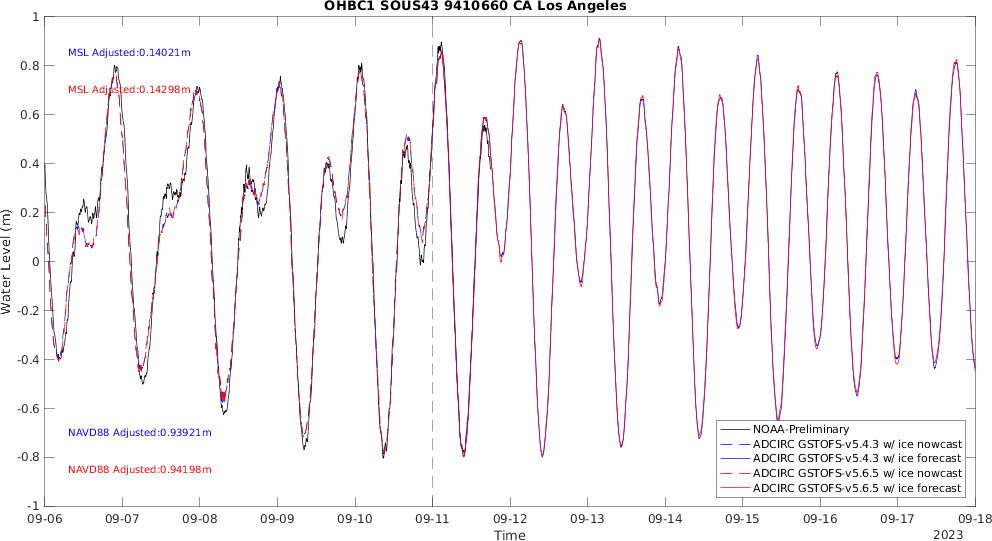 OHBC1 SOUS43 9410660 CA Los Angeles
1
0.8
0.6
0.4
0.2
0
-0.2
-0.4
-0.6
-0.8
-1
Water Level (m)
MSL Adjusted:0.14021m
MSL Adjusted:0.14298m
NAVD88 Adjusted:0.93921m
NAVD88 Adjusted:0.94198m
NOAA-Preliminary
ADCIRC GSTOFS-v5.4.3 w/ ice nowcast
ADCIRC GSTOFS-v5.4.3 w/ ice forecast
ADCIRC GSTOFS-v5.6.5 w/ ice nowcast
ADCIRC GSTOFS-v5.6.5 w/ ice forecast
09-06 09-07 09-08 09-09 09-10 09-11 09-12 09-13 09-14 09-15 09-16 09-17 09-18
Time 2023